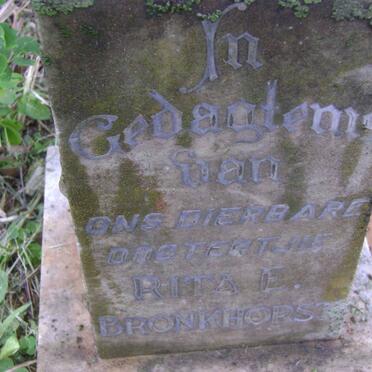 In
Gedagteni
van
ONS DIERBARE
DOGTERTJIE
RITA E.
BRONKHORST